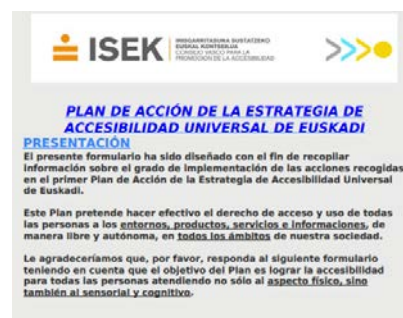 ISEK
IRISGARRITASUNA SUSTATZEKO
EUSKAL KONTSEILUA
CONSEJO VASCO PARA LA
PROMOCIÓN DE LA ACCESIBILIDAD
PLAN DE ACCIÓN DE LA ESTRATEGIA DE
ACCESIBILIDAD UNIVERSAL DE EUSKADI
PRESENTACIÓN
El presente formulario ha sido diseñado con el fin de recopilar
información sobre el grado de implementación de las acciones recogidas
en el primer Plan de Acción de la Estrategia de Accesibilidad Universal
de Euskadi.
Este Plan pretende hacer efectivo el derecho de acceso y uso de todas
las personas a los entornos, productos, servicios e informaciones, de
manera libre y autónoma, en todos los ámbitos de nuestra sociedad.
Le agradeceríamos que, por favor, responda al siguiente formulario
teniendo en cuenta que el objetivo del Plan es lograr la accesibilidad
para todas las personas atendiendo no sólo al aspecto físico, sino
también al sensorial y cognitivo.